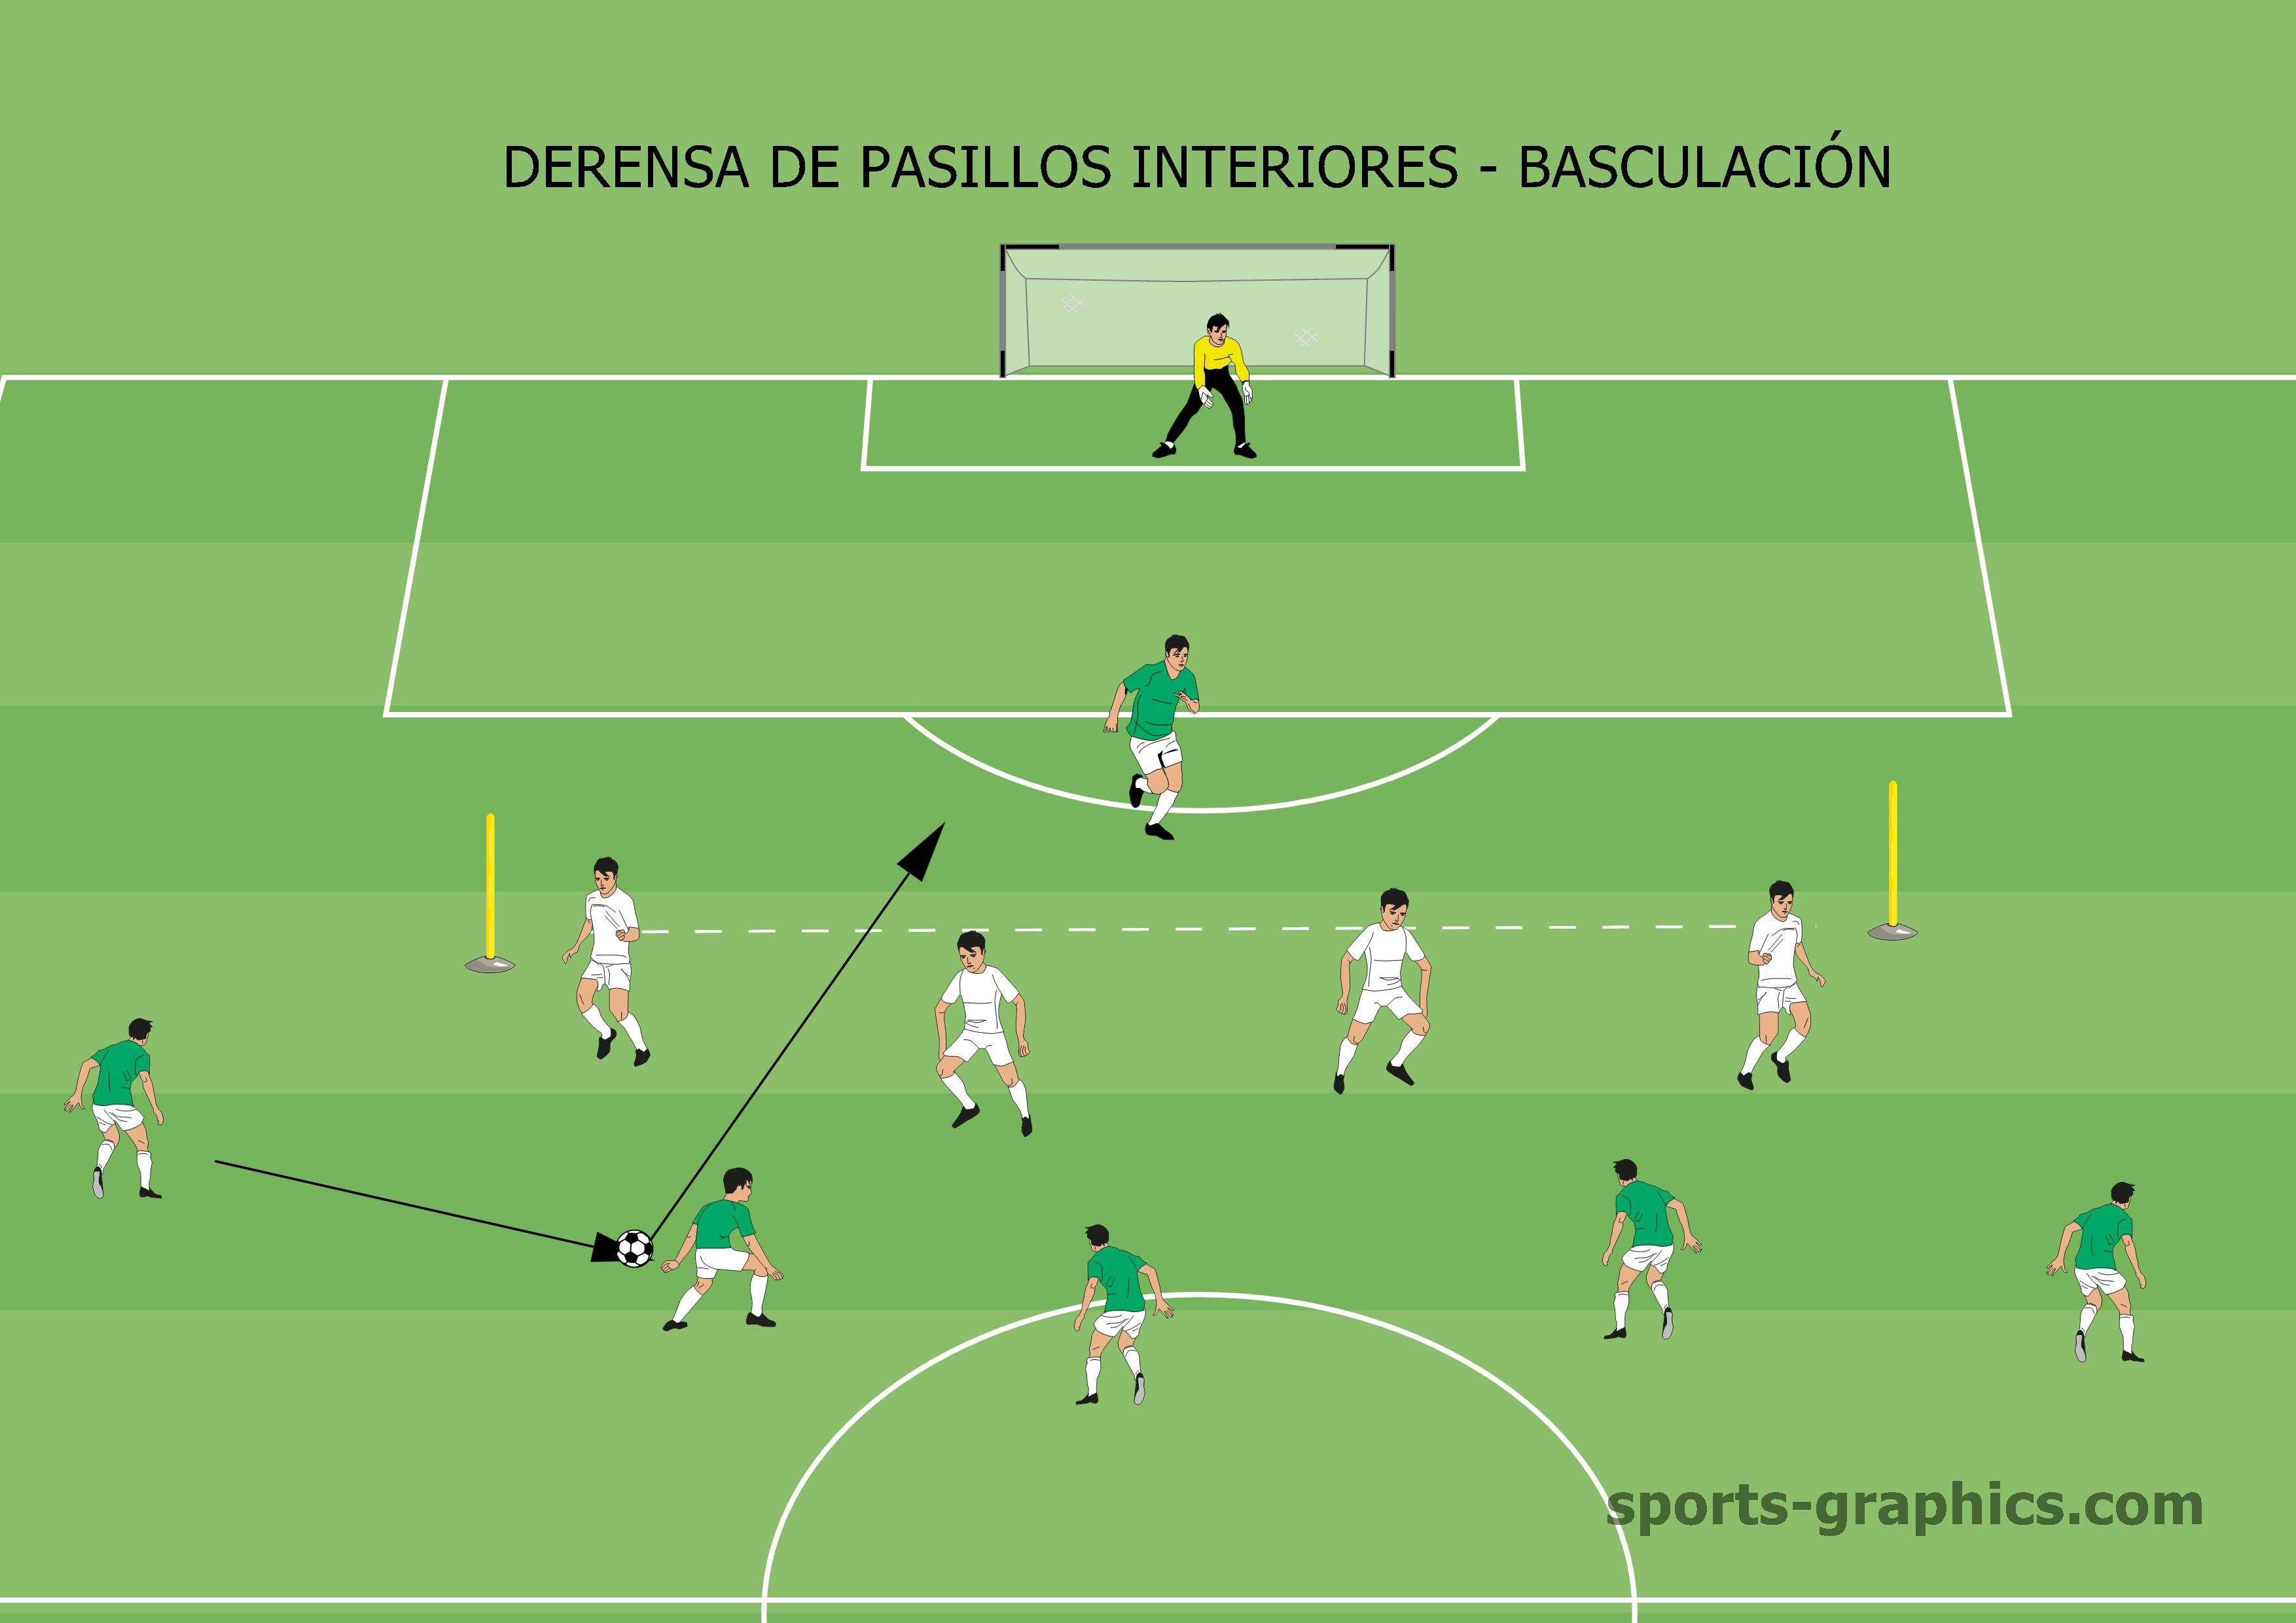 DERENSA DE PASILLOS INTERIORES - BASCULACIÓN
sports-graphics.com